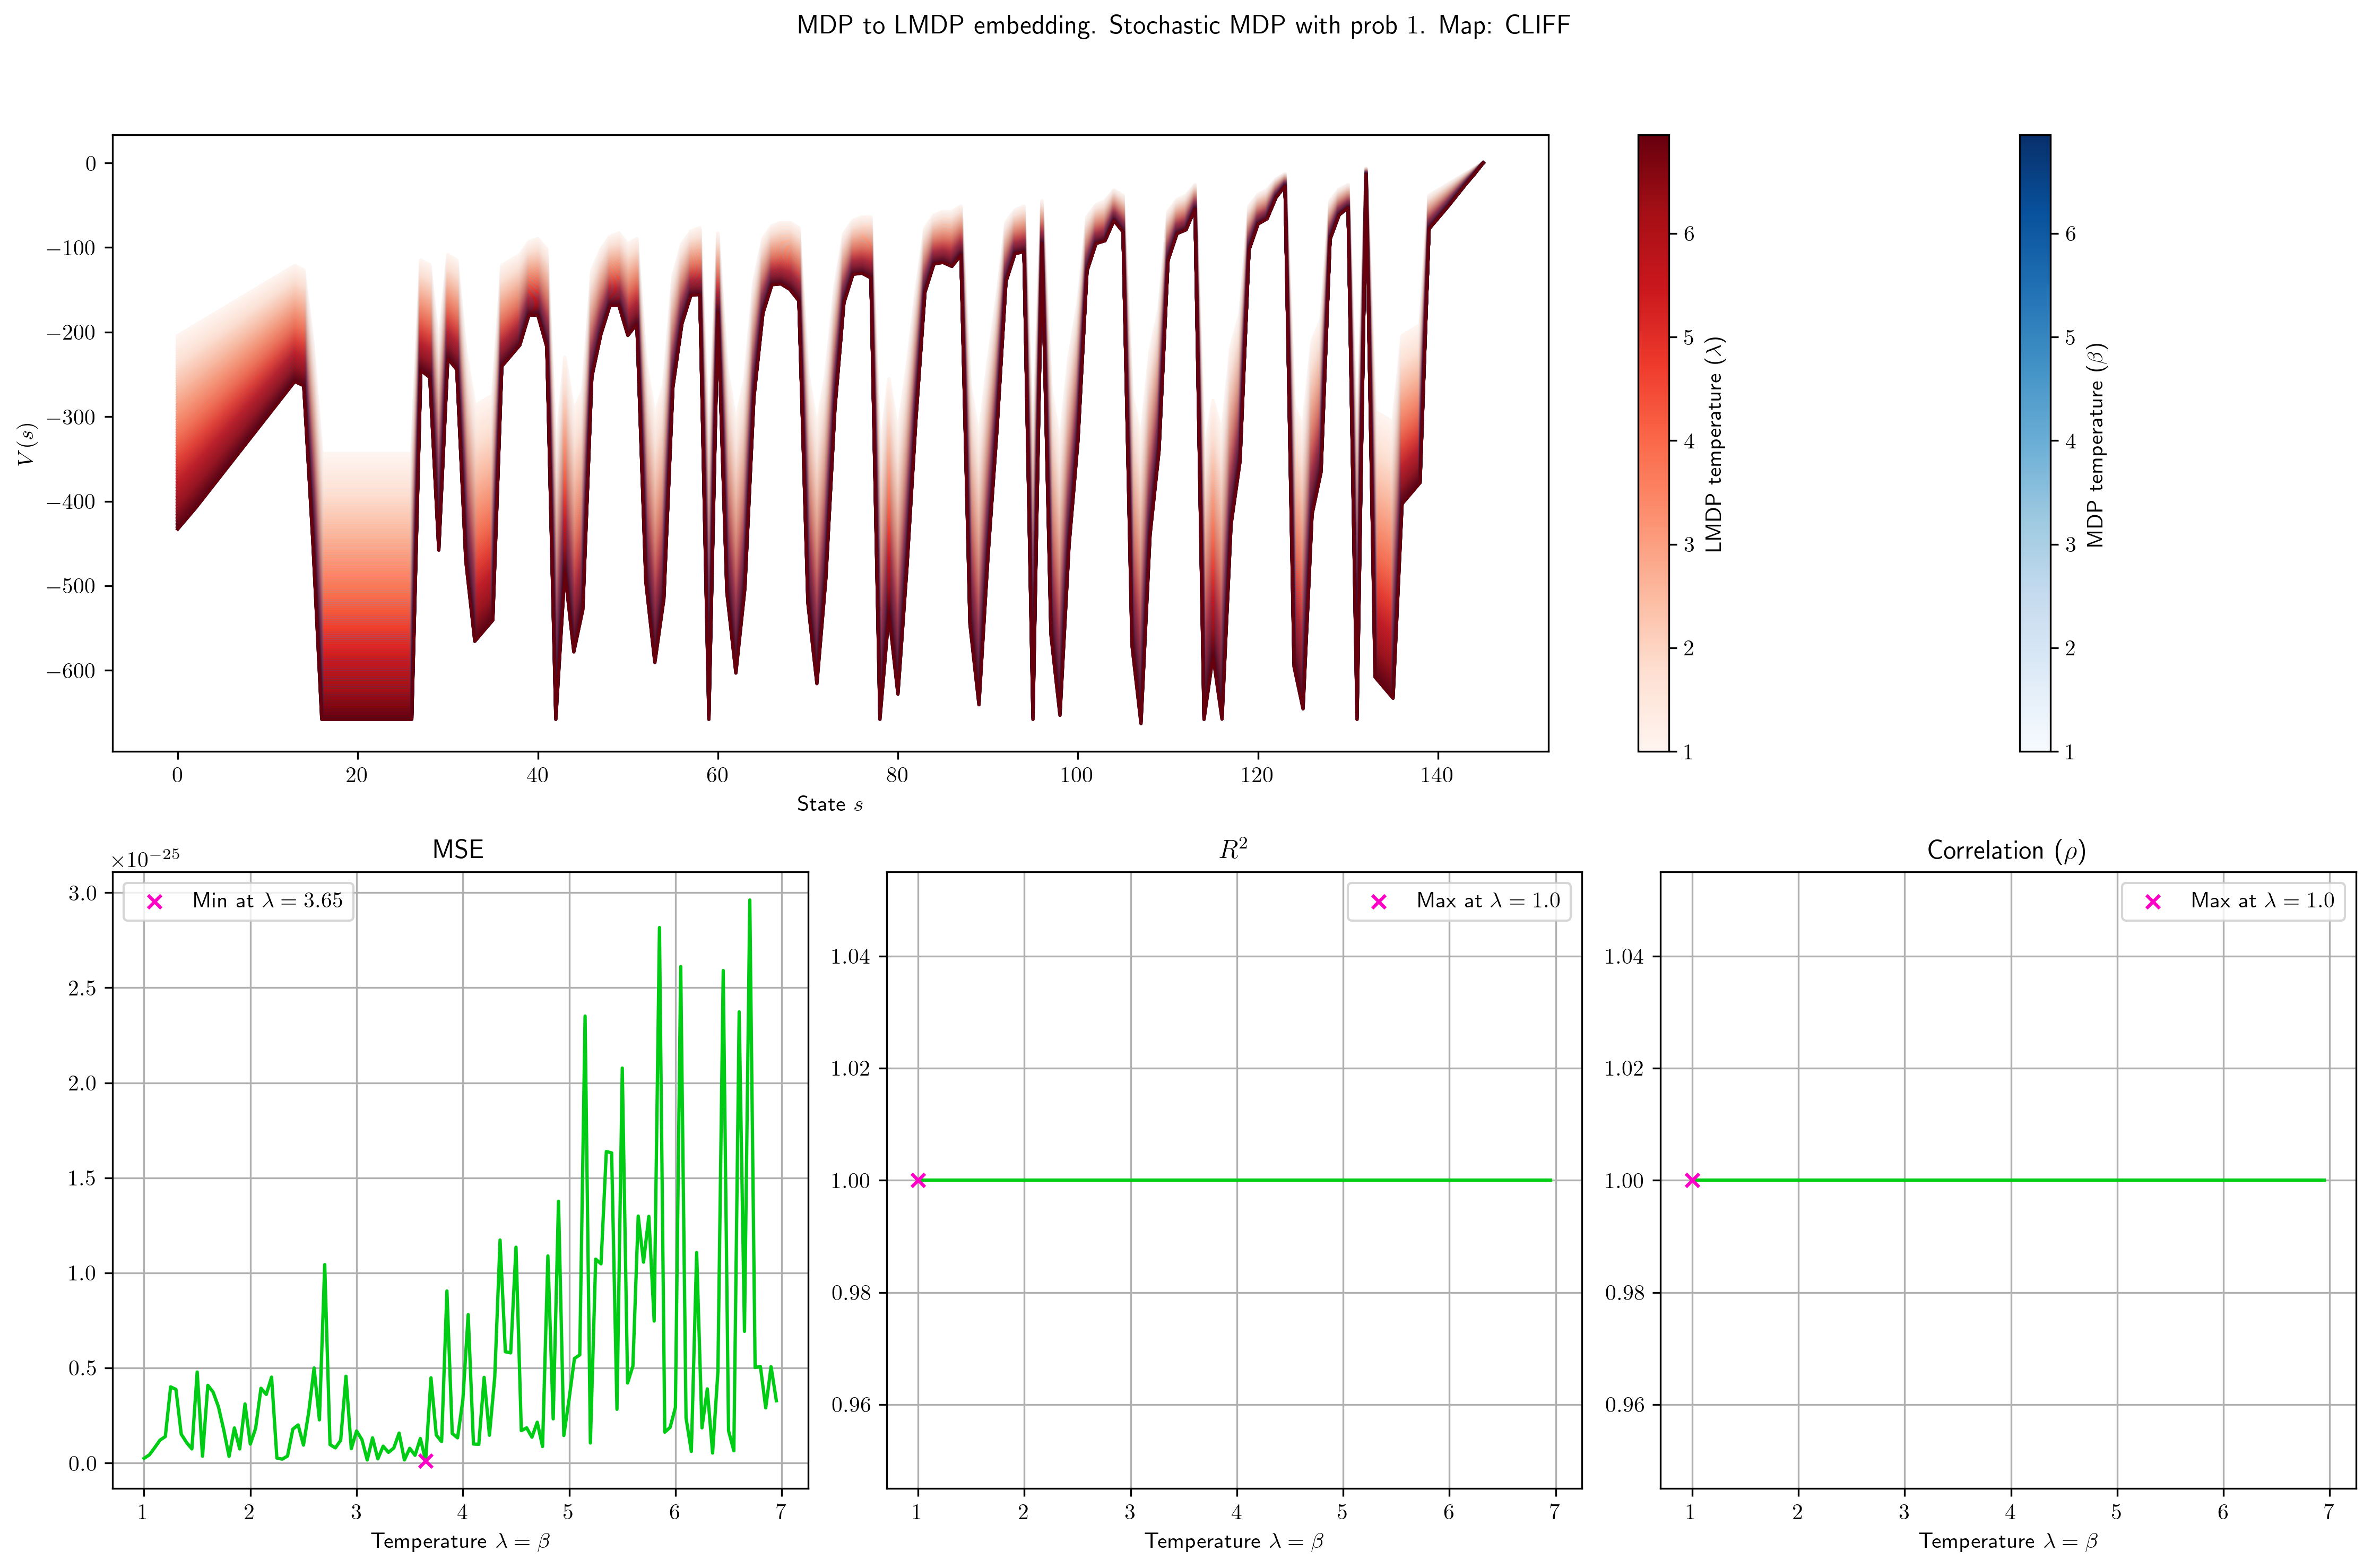 MDP to LMDP embedding. Stochastic MDP with prob 1. Map: CLIFF
0
−100
−200
−300
−400
−500
−600
V(s)
0 20 40 60 80 100 120 140
State s
6
5
4
3
2
1
LMDP temperature (λ)
6
5
4
3
2
1
MDP temperature (β)
MSE
×10⁻²⁵
Min at λ = 3.65
3.0
2.5
2.0
1.5
1.0
0.5
0.0
1 2 3 4 5 6 7
Temperature λ = β
R²
Max at λ = 1.0
1.04
1.02
1.00
0.98
0.96
1 2 3 4 5 6 7
Temperature λ = β
Correlation (ρ)
Max at λ = 1.0
1.04
1.02
1.00
0.98
0.96
1 2 3 4 5 6 7
Temperature λ = β